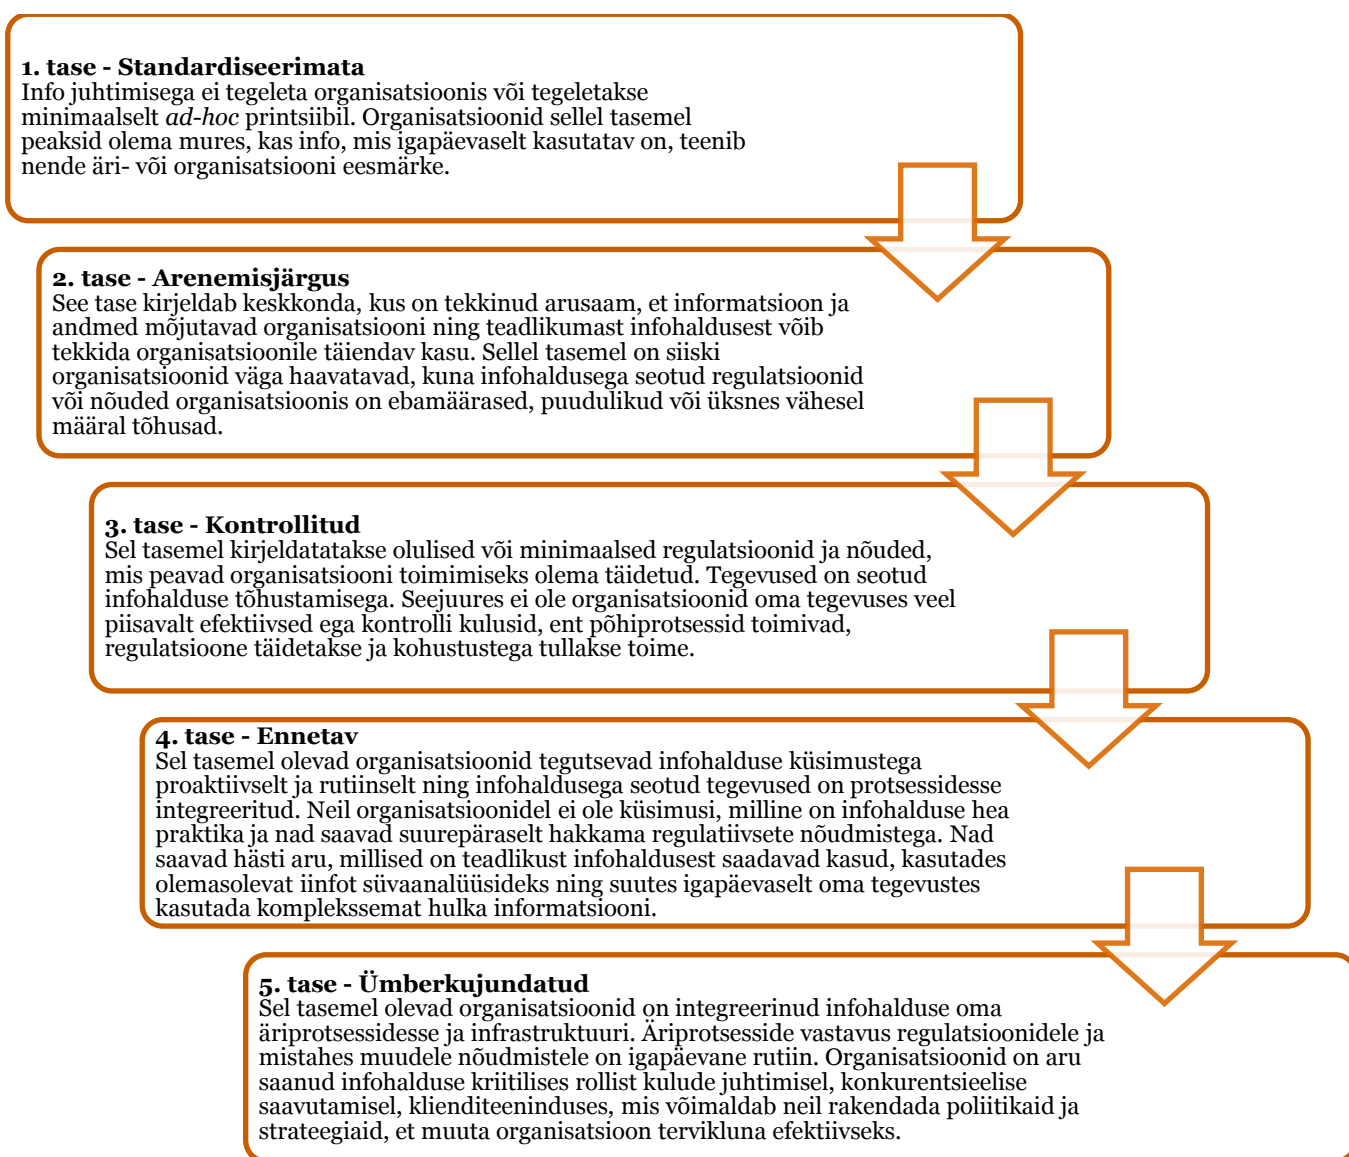 1. tase - Standardiseerimata
Info juhtimisega ei tegeleta organisatsioonis või tegeletakse
minimaalselt ad-hoc printsiibil. Organisatsioonid sellel tasemel
peaksid olema mures, kas info, mis igapäevaselt kasutatav on, teenib
nende äri- või organisatsiooni eesmärke.
2. tase - Arenemisjärgus
See tase kirjeldab keskkonda, kus on tekkinud arusaam, et informatsioon ja
andmed mõjutavad organisatsiooni ning teadlikumast infohaldusest võib
tekkida organisatsioonile täiendav kasu. Sellel tasemel on siiski
organisatsioonid väga haavatavad, kuna infohaldusega seotud regulatsioonid
või nõuded organisatsioonis on ebamäärased, puudulikud või üksnes vähesel
määral tõhusad.
3. tase - Kontrollitud
Sel tasemel kirjeldatatakse olulised või minimaalsed regulatsioonid ja nõuded,
mis peavad organisatsiooni toimimiseks olema täidetud. Tegevused on seotud
infohalduse tõhustamisega. Seejuures ei ole organisatsioonid oma tegevuses veel
piisavalt efektiivsed ega kontrolli kulusid, ent põhiprotsessid toimivad,
regulatsioone täidetakse ja kohustustega tullakse toime.
4. tase - Ennetav
Sel tasemel olevad organisatsioonid tegutsevad infohalduse küsimustega
proaktiivselt ja rutiinselt ning infohaldusega seotud tegevused on protsessidesse
integreeritud. Neil organisatsioonidel ei ole küsimusi, milline on infohalduse hea
praktika ja nad saavad suurepäraselt hakkama regulatiivsete nõudmistega. Nad
saavad hästi aru, millised on teadlikust infohaldusest saadavad kasud, kasutades
olemasolevat iinfot süvaanalüüsideks ning suutes igapäevaselt oma tegevustes
kasutada komplekssemat hulka informatsiooni.
5. tase - Ümberkujundatud
Sel tasemel olevad organisatsioonid on integreerinud infohalduse oma
äriprotsessidesse ja infrastruktuuri. Äriprotsesside vastavus regulatsioonidele ja
mistahes muudele nõudmistele on igapäevane rutiin. Organisatsioonid on aru
saanud infohalduse kriitilises rollist kulude juhtimisel, konkurentsieelise
saavutamisel, klienditeeninduses, mis võimaldab neil rakendada poliitikaid ja
strateegiaid, et muuta organisatsioon tervikluna efektiivseks.